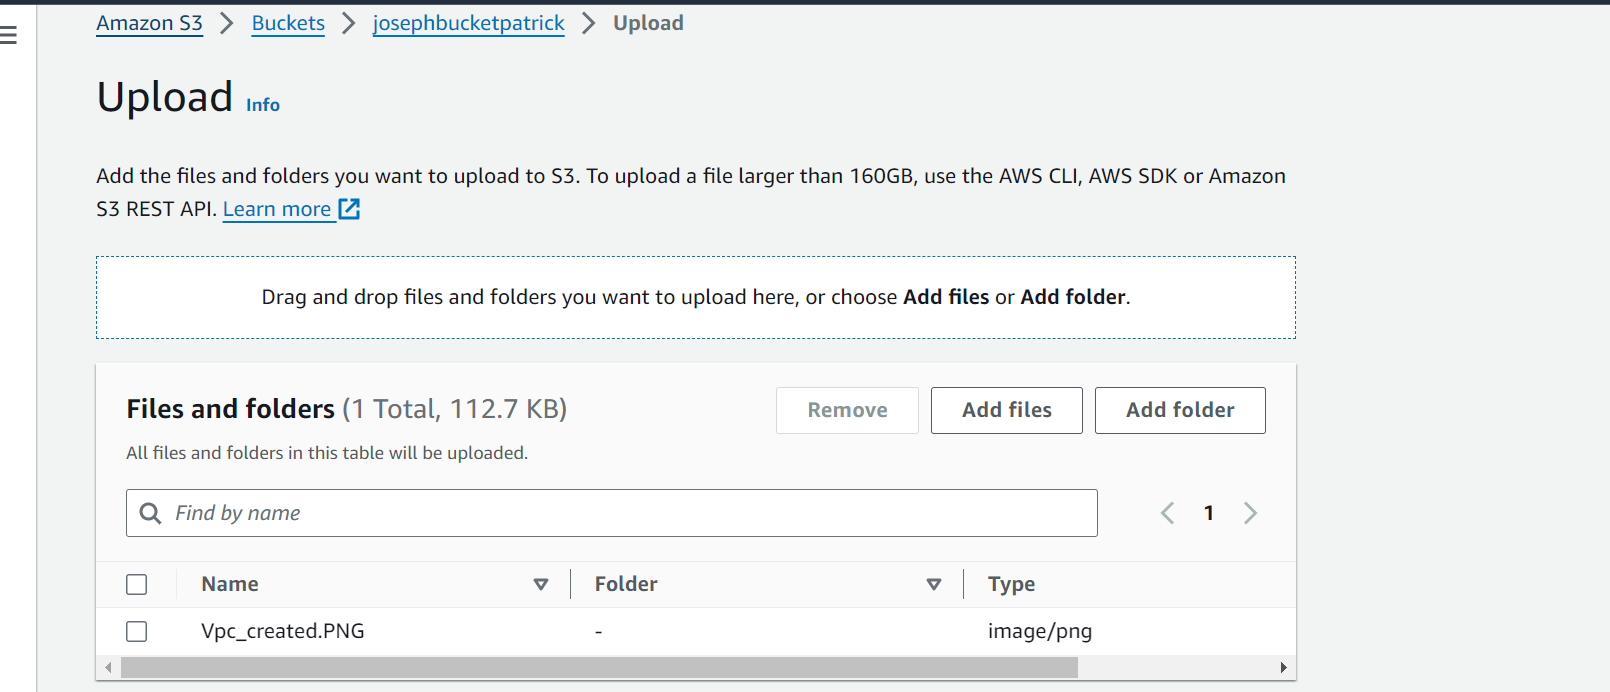 Amazon S3 > Buckets > josephbucketpatrick > Upload
Upload Info
Add the files and folders you want to upload to S3. To upload a file larger than 160GB, use the AWS CLI, AWS SDK or Amazon
S3 REST API. Learn more
Drag and drop files and folders you want to upload here, or choose Add files or Add folder.
Files and folders (1 Total, 112.7 KB)
Remove
Add files
Add folder
All files and folders in this table will be uploaded.
Find by name
1
Name Folder Type
Vpc_created.PNG - image/png